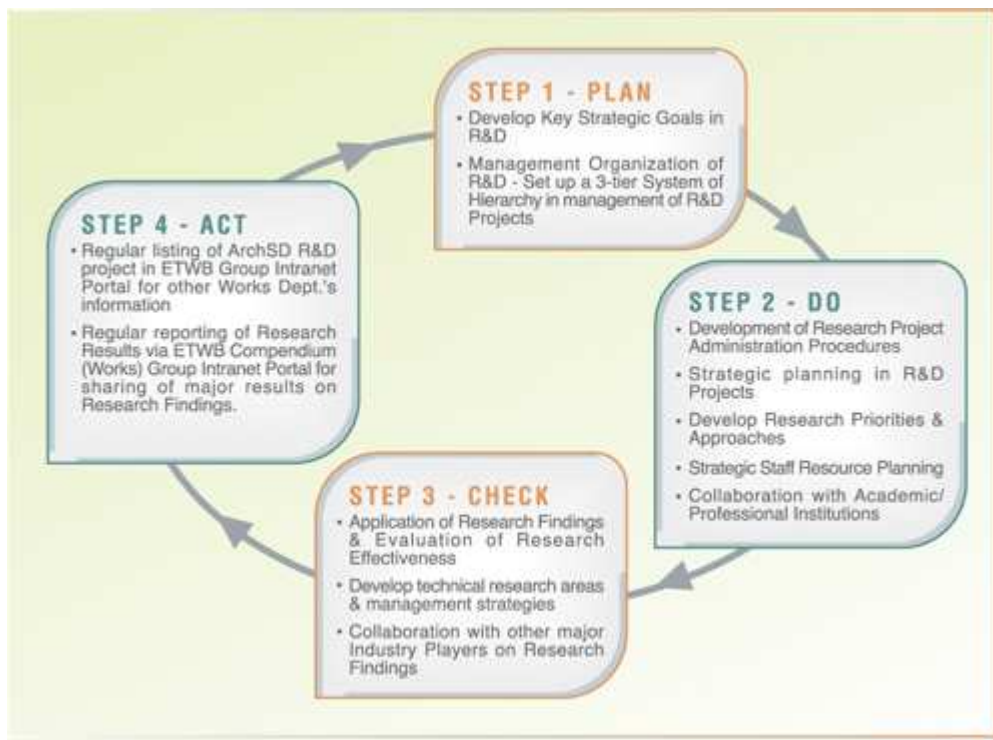 STEP 1 - PLAN
• Develop Key Strategic Goals in
R&D
• Management Organization of
R&D - Set up a 3-tier System of
Hierarchy in management of R&D
Projects
STEP 2 - DO
• Development of Research Project
Administration Procedures
• Strategic planning in R&D
Projects
• Develop Research Priorities &
Approaches
• Strategic Staff Resource Planning
• Collaboration with Academic/
Professional Institutions
STEP 3 - CHECK
• Application of Research Findings
& Evaluation of Research
Effectiveness
• Develop technical research areas
& management strategies
• Collaboration with other major
Industry Players on Research
Findings
STEP 4 - ACT
• Regular listing of ArchSD R&D
project in ETWB Group Intranet
Portal for other Works Dept.'s
information
• Regular reporting of Research
Results via ETWB Compendium
(Works) Group Intranet Portal for
sharing of major results on
Research Findings.